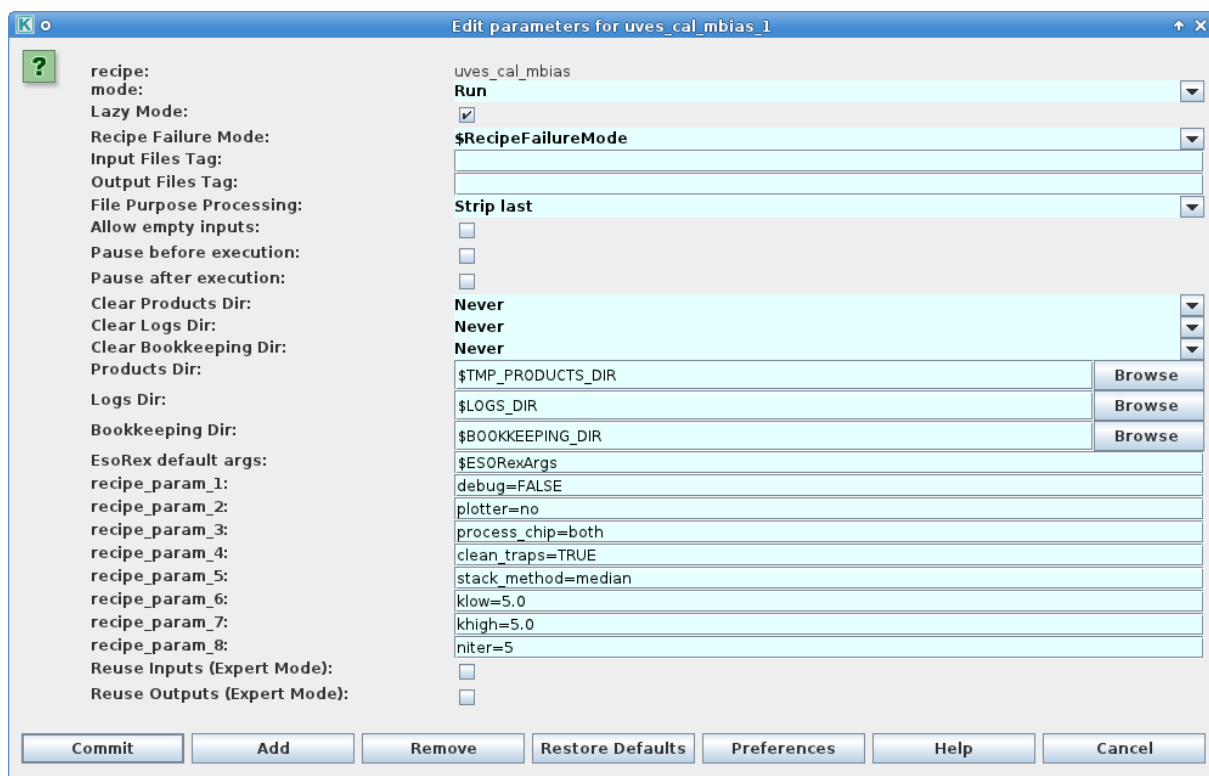 K Edit parameters for uves_cal_mbias_1
?
recipe: uves_cal_mbias
mode: Run
Lazy Mode:
Recipe Failure Mode: $RecipeFailureMode
Input Files Tag:
Output Files Tag:
File Purpose Processing: Strip last
Allow empty inputs:
Pause before execution:
Pause after execution:
Clear Products Dir: Never
Clear Logs Dir: Never
Clear Bookkeeping Dir: Never
Products Dir: $TMP_PRODUCTS_DIR Browse
Logs Dir: $LOGS_DIR Browse
Bookkeeping Dir: $BOOKKEEPING_DIR Browse
EsoRex default args: $ESORexArgs
recipe_param_1: debug=FALSE
recipe_param_2: plotter=no
recipe_param_3: process_chip=both
recipe_param_4: clean_traps=TRUE
recipe_param_5: stack_method=median
recipe_param_6: klow=5.0
recipe_param_7: khigh=5.0
recipe_param_8: niter=5
Reuse Inputs (Expert Mode):
Reuse Outputs (Expert Mode):
Commit Add Remove Restore Defaults Preferences Help Cancel